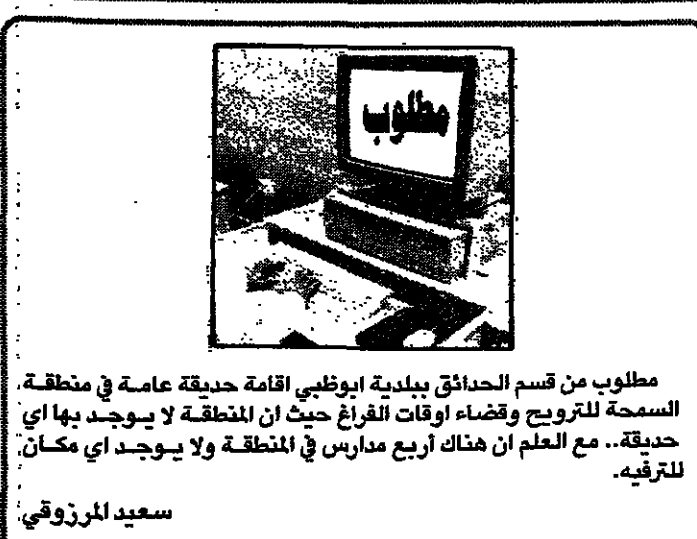 مطلوب
مطلوب من قسم الحدائق ببلدية ابوظبي اقامة حديقة عامة في منطقة
السمحة للترويح وقضاء اوقات الفراغ حيث ان المنطقة لا يوجد بها اي
حديقة.. مع العلم ان هناك أربع مدارس في المنطقة ولا يوجد اي مكان
للترفيه.
سعيد المرزوقي